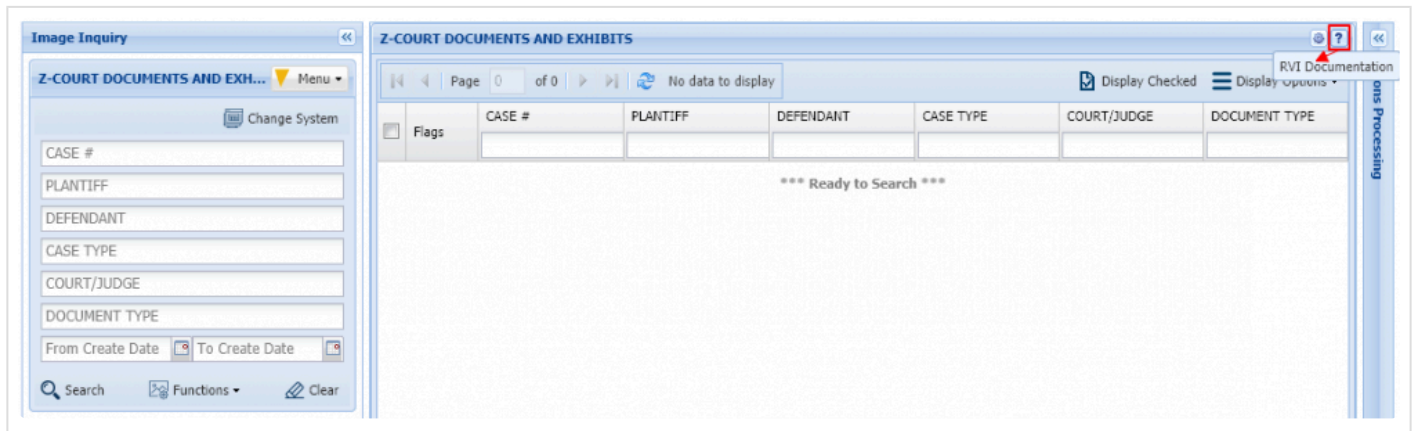 Image Inquiry
Z-COURT DOCUMENTS AND EXH... Menu
Change System
CASE #
PLANTIFF
DEFENDANT
CASE TYPE
COURT/JUDGE
DOCUMENT TYPE
From Create Date To Create Date
Search Functions Clear
Z-COURT DOCUMENTS AND EXHIBITS ?
RVI Documentation
Page 0 of 0 No data to display Display Checked Display Options
Flags CASE # PLANTIFF DEFENDANT CASE TYPE COURT/JUDGE DOCUMENT TYPE
*** Ready to Search ***
ons Processing